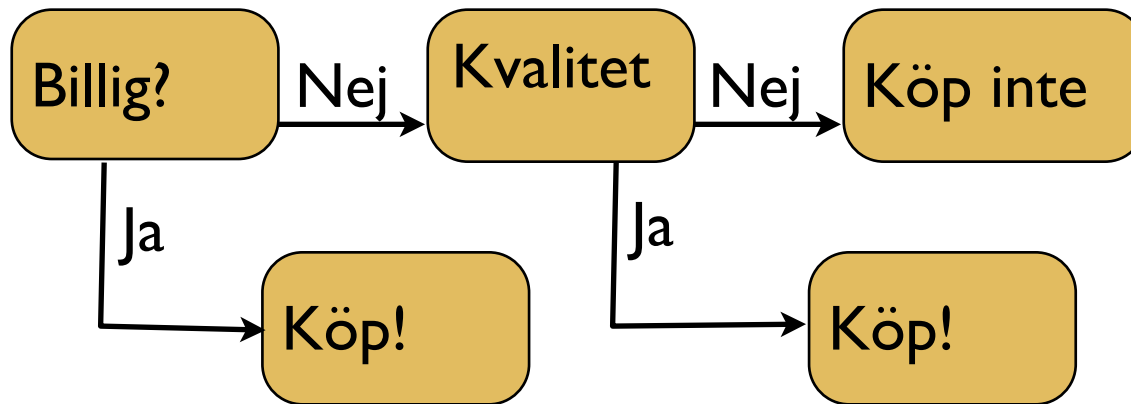 Billig?
Nej
Kvalitet
Nej
Köp inte
Ja
Ja
Köp!
Köp!